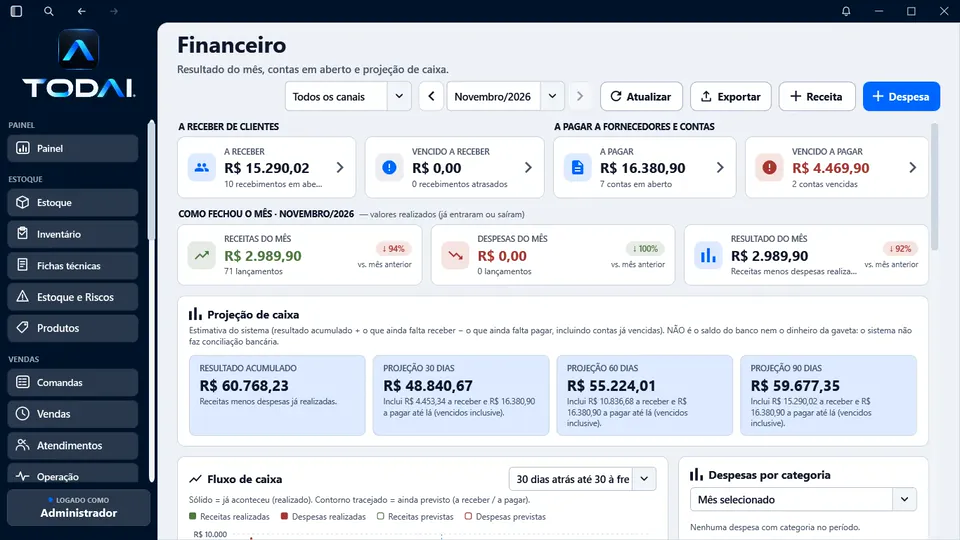 Financeiro
Resultado do mês, contas em aberto e projeção de caixa.
TODAI.
Todos os canais
Novembro/2026
Atualizar
Exportar
Receita
Despesa
PAINEL
Painel
ESTOQUE
Estoque
Inventário
Fichas técnicas
Estoque e Riscos
Produtos
VENDAS
Comandas
Vendas
Atendimentos
Operação
LOGADO COMO
Administrador
A RECEBER DE CLIENTES
A RECEBER
R$ 15.290,02
10 recebimentos em abe...
VENCIDO A RECEBER
R$ 0,00
0 recebimentos atrasados
A PAGAR A FORNECEDORES E CONTAS
A PAGAR
R$ 16.380,90
7 contas em aberto
VENCIDO A PAGAR
R$ 4.469,90
2 contas vencidas
COMO FECHOU O MÊS · NOVEMBRO/2026 — valores realizados (já entraram ou saíram)
RECEITAS DO MÊS
R$ 2.989,90
71 lançamentos
↓ 94%
vs. mês anterior
DESPESAS DO MÊS
R$ 0,00
0 lançamentos
↓ 100%
vs. mês anterior
RESULTADO DO MÊS
R$ 2.989,90
Receitas menos despesas realiza...
↓ 92%
vs. mês anterior
Projeção de caixa
Estimativa do sistema (resultado acumulado + o que ainda falta receber − o que ainda falta pagar, incluindo contas já vencidas). NÃO é o saldo do banco nem o dinheiro da gaveta: o sistema não
faz conciliação bancária.
RESULTADO ACUMULADO
R$ 60.768,23
Receitas menos despesas já realizadas.
PROJEÇÃO 30 DIAS
R$ 48.840,67
Inclui R$ 4.453,34 a receber e R$ 16.380,90
a pagar até lá (vencidos inclusive).
PROJEÇÃO 60 DIAS
R$ 55.224,01
Inclui R$ 10.836,68 a receber e R$
16.380,90 a pagar até lá (vencidos
inclusive).
PROJEÇÃO 90 DIAS
R$ 59.677,35
Inclui R$ 15.290,02 a receber e R$
16.380,90 a pagar até lá (vencidos
inclusive).
Fluxo de caixa
30 dias atrás até 30 à fre
Sólido = já aconteceu (realizado). Contorno tracejado = ainda previsto (a receber / a pagar).
Receitas realizadas
Despesas realizadas
Receitas previstas
Despesas previstas
R$ 10.000
Despesas por categoria
Mês selecionado
Nenhuma despesa com categoria no período.